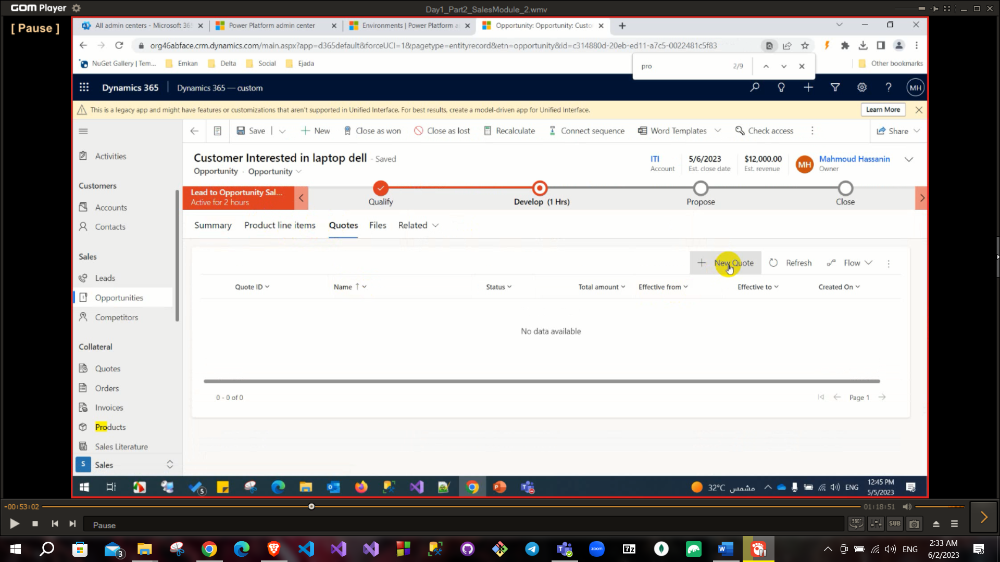 GOM Player
Day1_Part2_SalesModule_2.wmv
[ Pause ]
All admin centers - Microsoft 365
Power Platform admin center
Environments | Power Platform a
Opportunity: Opportunity: Custo
org46abface.crm.dynamics.com/main.aspx?app=d365default&forceUCI=1&pagetype=entityrecord&etn=opportunity&id=c314880d-20eb-ed11-a7c5-0022481c5f83
NuGet Gallery | Tem...
Emkan
Delta
Social
Ejada
pro
2/9
Other bookmarks
Dynamics 365
Dynamics 365 — custom
MH
This is a legacy app and might have features or customizations that aren't supported in Unified Interface. For best results, create a model-driven app for Unified Interface.
Learn More
Save
New
Close as won
Close as lost
Recalculate
Connect sequence
Word Templates
Check access
Share
Activities
Customers
Accounts
Contacts
Sales
Leads
Opportunities
Competitors
Collateral
Quotes
Orders
Invoices
Products
Sales Literature
S Sales
Customer Interested in laptop dell - Saved
Opportunity · Opportunity
ITI
Account
5/6/2023
Est. close date
$12,000.00
Est. revenue
MH
Mahmoud Hassanin
Owner
Lead to Opportunity Sal...
Active for 2 hours
Qualify
Develop (1 Hrs)
Propose
Close
Summary
Product line items
Quotes
Files
Related
New Quote
Refresh
Flow
Quote ID
Name
Status
Total amount
Effective from
Effective to
Created On
No data available
0 - 0 of 0
Page 1
5
32°C
مشمس
ENG
12:45 PM
5/5/2023
-00:53:02
01:18:51
Pause
360°
SUB
3
zoom
7z
ENG
2:33 AM
6/2/2023